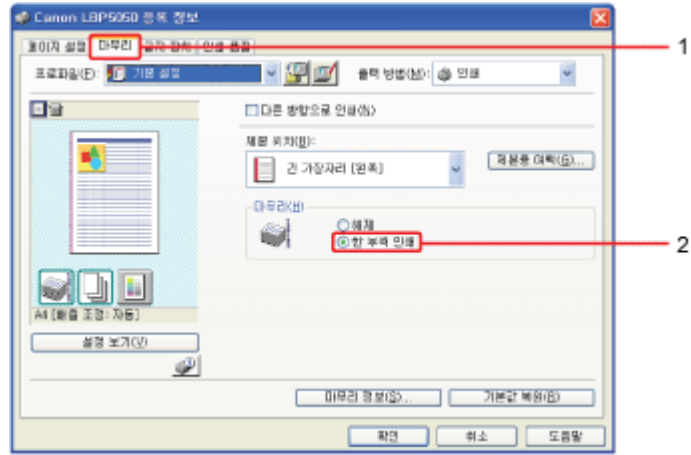 Canon LBP5050 등록 정보
페이지 설정 마무리 급지 장치 인쇄 품질
1
프로파일(F): 기본 설정 출력 방법(M): 인쇄
다른 방향으로 인쇄(N)
제본 위치(B):
긴 가장자리 [왼쪽] 제본용 여백(G)...
마무리(H)
해제
한 부씩 인쇄
2
A4 [배출 조정: 자동]
설정 보기(V)
마무리 정보(S)... 기본값 복원(R)
확인 취소 도움말